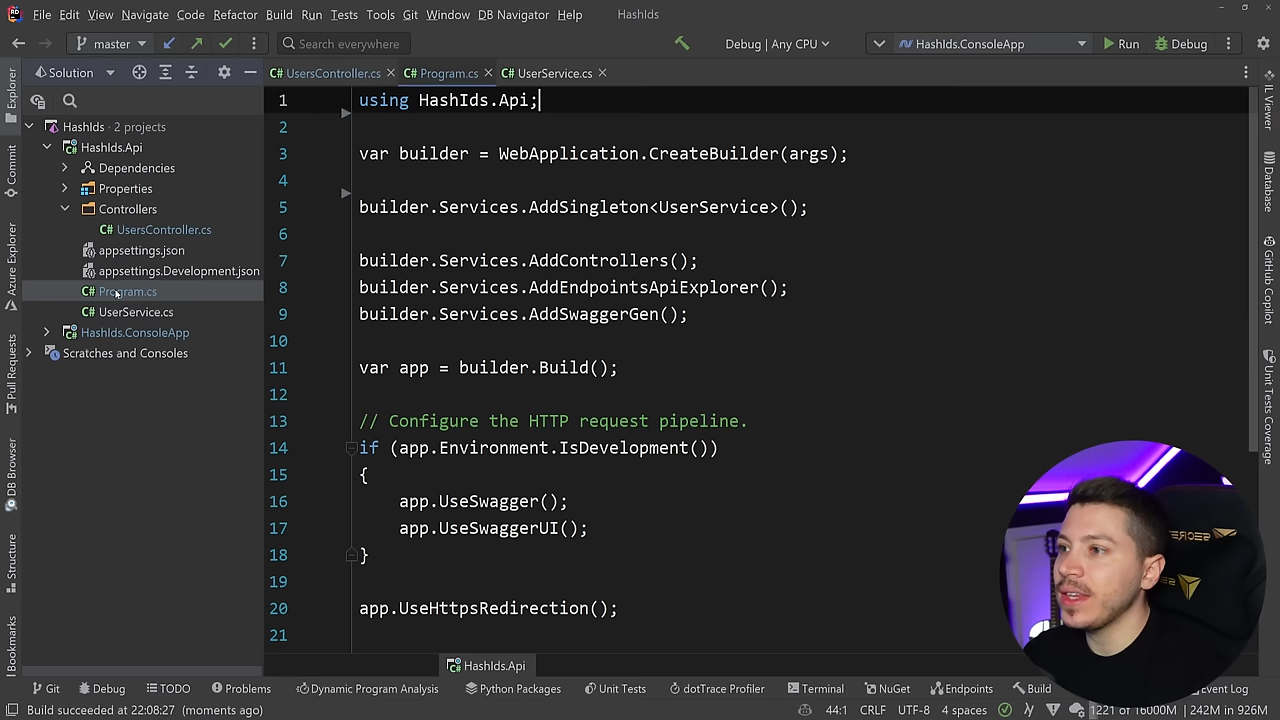 File Edit View Navigate Code Refactor Build Run Tests Tools Git Window DB Navigator Help HashIds
master Search everywhere Debug | Any CPU HashIds.ConsoleApp Run Debug
Solution UsersController.cs Program.cs UserService.cs
HashIds · 2 projects
HashIds.Api
Dependencies
Properties
Controllers
UsersController.cs
appsettings.json
appsettings.Development.json
Program.cs
UserService.cs
HashIds.ConsoleApp
Scratches and Consoles
Explorer
Commit
Azure Explorer
Pull Requests
DB Browser
Structure
Bookmarks
1 using HashIds.Api;
2
3 var builder = WebApplication.CreateBuilder(args);
4
5 builder.Services.AddSingleton<UserService>();
6
7 builder.Services.AddControllers();
8 builder.Services.AddEndpointsApiExplorer();
9 builder.Services.AddSwaggerGen();
10
11 var app = builder.Build();
12
13 // Configure the HTTP request pipeline.
14 if (app.Environment.IsDevelopment())
15 {
16 app.UseSwagger();
17 app.UseSwaggerUI();
18 }
19
20 app.UseHttpsRedirection();
21
IL Viewer
Database
GitHub Copilot
Unit Tests Coverage
HashIds.Api
Git Debug TODO Problems Dynamic Program Analysis Python Packages Unit Tests dotTrace Profiler Terminal NuGet Endpoints Build Event Log
Build succeeded at 22:08:27 (moments ago) 44:1 CRLF UTF-8 4 spaces 1221 of 16000M 242M in 926M